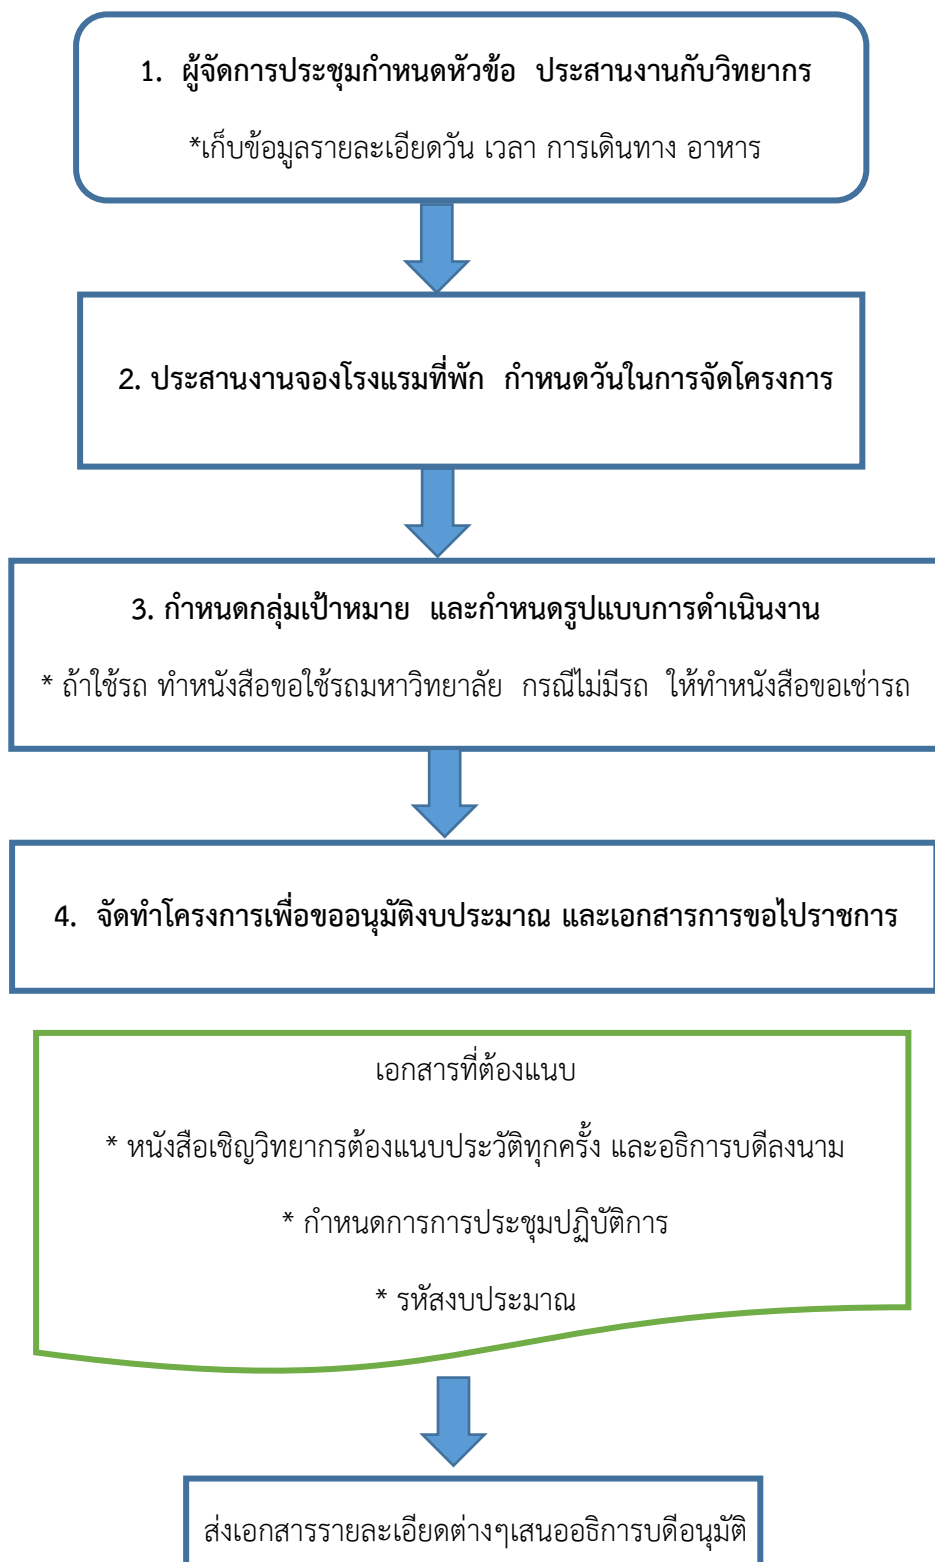 1. ผู้จัดการประชุมกำหนดหัวข้อ ประสานงานกับวิทยากร
*เก็บข้อมูลรายละเอียดวัน เวลา การเดินทาง อาหาร
2. ประสานงานจองโรงแรมที่พัก กำหนดวันในการจัดโครงการ
3. กำหนดกลุ่มเป้าหมาย และกำหนดรูปแบบการดำเนินงาน
* ถ้าใช้รถ ทำหนังสือขอใช้รถมหาวิทยาลัย กรณีไม่มีรถ ให้ทำหนังสือขอเช่ารถ
4. จัดทำโครงการเพื่อขออนุมัติงบประมาณ และเอกสารการขอไปราชการ
เอกสารที่ต้องแนบ
* หนังสือเชิญวิทยากรต้องแนบประวัติทุกครั้ง และอธิการบดีลงนาม
* กำหนดการการประชุมปฏิบัติการ
* รหัสงบประมาณ
ส่งเอกสารรายละเอียดต่างๆเสนออธิการบดีอนุมัติ